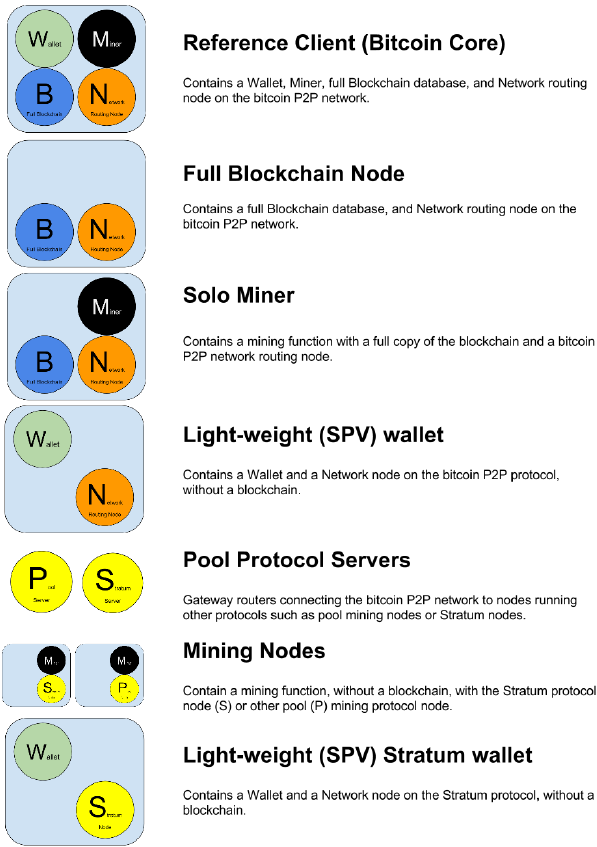 Wallet
Miner
B
Full Blockchain
Network
Routing Node
Reference Client (Bitcoin Core)
Contains a Wallet, Miner, full Blockchain database, and Network routing
node on the bitcoin P2P network.
B
Full Blockchain
Network
Routing Node
Full Blockchain Node
Contains a full Blockchain database, and Network routing node on the
bitcoin P2P network.
Miner
B
Full Blockchain
Network
Routing Node
Solo Miner
Contains a mining function with a full copy of the blockchain and a bitcoin
P2P network routing node.
Wallet
Network
Routing Node
Light-weight (SPV) wallet
Contains a Wallet and a Network node on the bitcoin P2P protocol,
without a blockchain.
Pool
Server
Stratum
Server
Pool Protocol Servers
Gateway routers connecting the bitcoin P2P network to nodes running
other protocols such as pool mining nodes or Stratum nodes.
M
S
M
P
Mining Nodes
Contain a mining function, without a blockchain, with the Stratum protocol
node (S) or other pool (P) mining protocol node.
Wallet
Stratum
Node
Light-weight (SPV) Stratum wallet
Contains a Wallet and a Network node on the Stratum protocol, without a
blockchain.